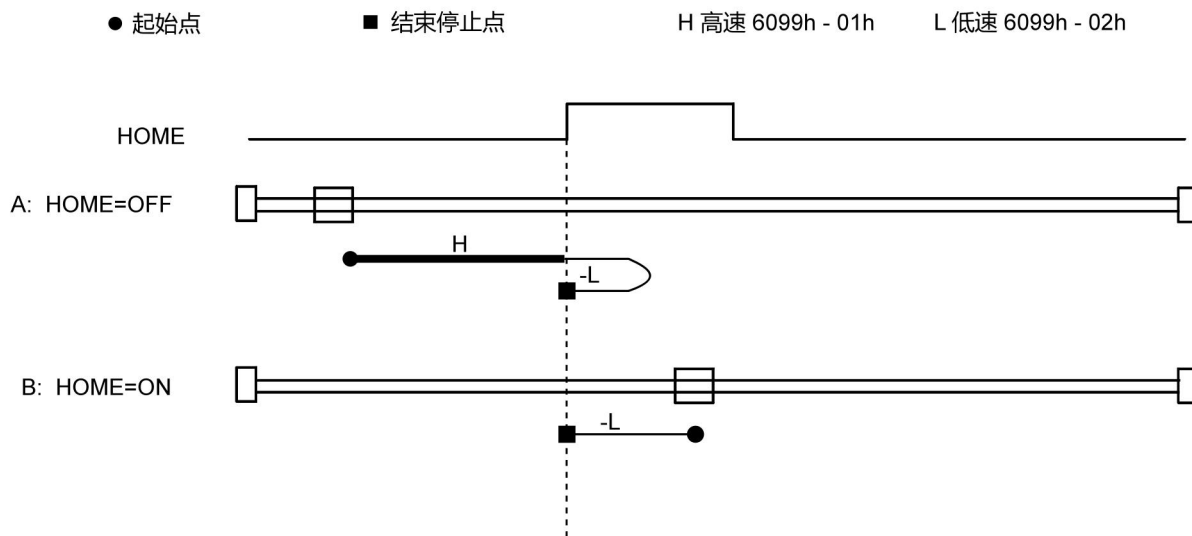 ● 起始点 ■ 结束停止点 H 高速 6099h - 01h L 低速 6099h - 02h
HOME
A: HOME=OFF
H
-L
B: HOME=ON
-L